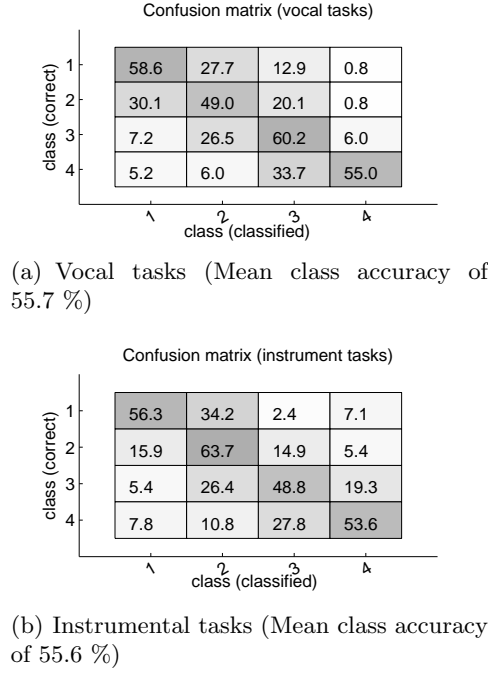 Confusion matrix (vocal tasks)
class (correct)
1 58.6 27.7 12.9 0.8
2 30.1 49.0 20.1 0.8
3 7.2 26.5 60.2 6.0
4 5.2 6.0 33.7 55.0
1 2 3 4
class (classified)
(a) Vocal tasks (Mean class accuracy of
55.7 %)
Confusion matrix (instrument tasks)
class (correct)
1 56.3 34.2 2.4 7.1
2 15.9 63.7 14.9 5.4
3 5.4 26.4 48.8 19.3
4 7.8 10.8 27.8 53.6
1 2 3 4
class (classified)
(b) Instrumental tasks (Mean class accuracy
of 55.6 %)